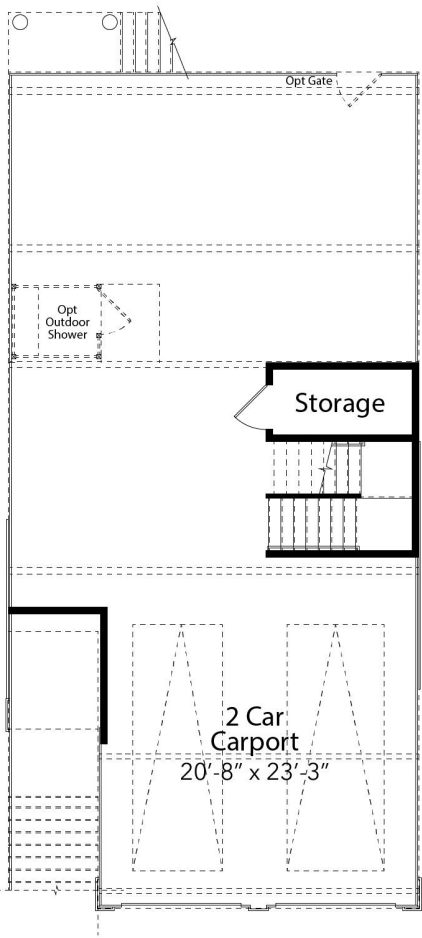 Opt Gate
Opt
Outdoor
Shower
Storage
2 Car
Carport
20'-8" x 23'-3"